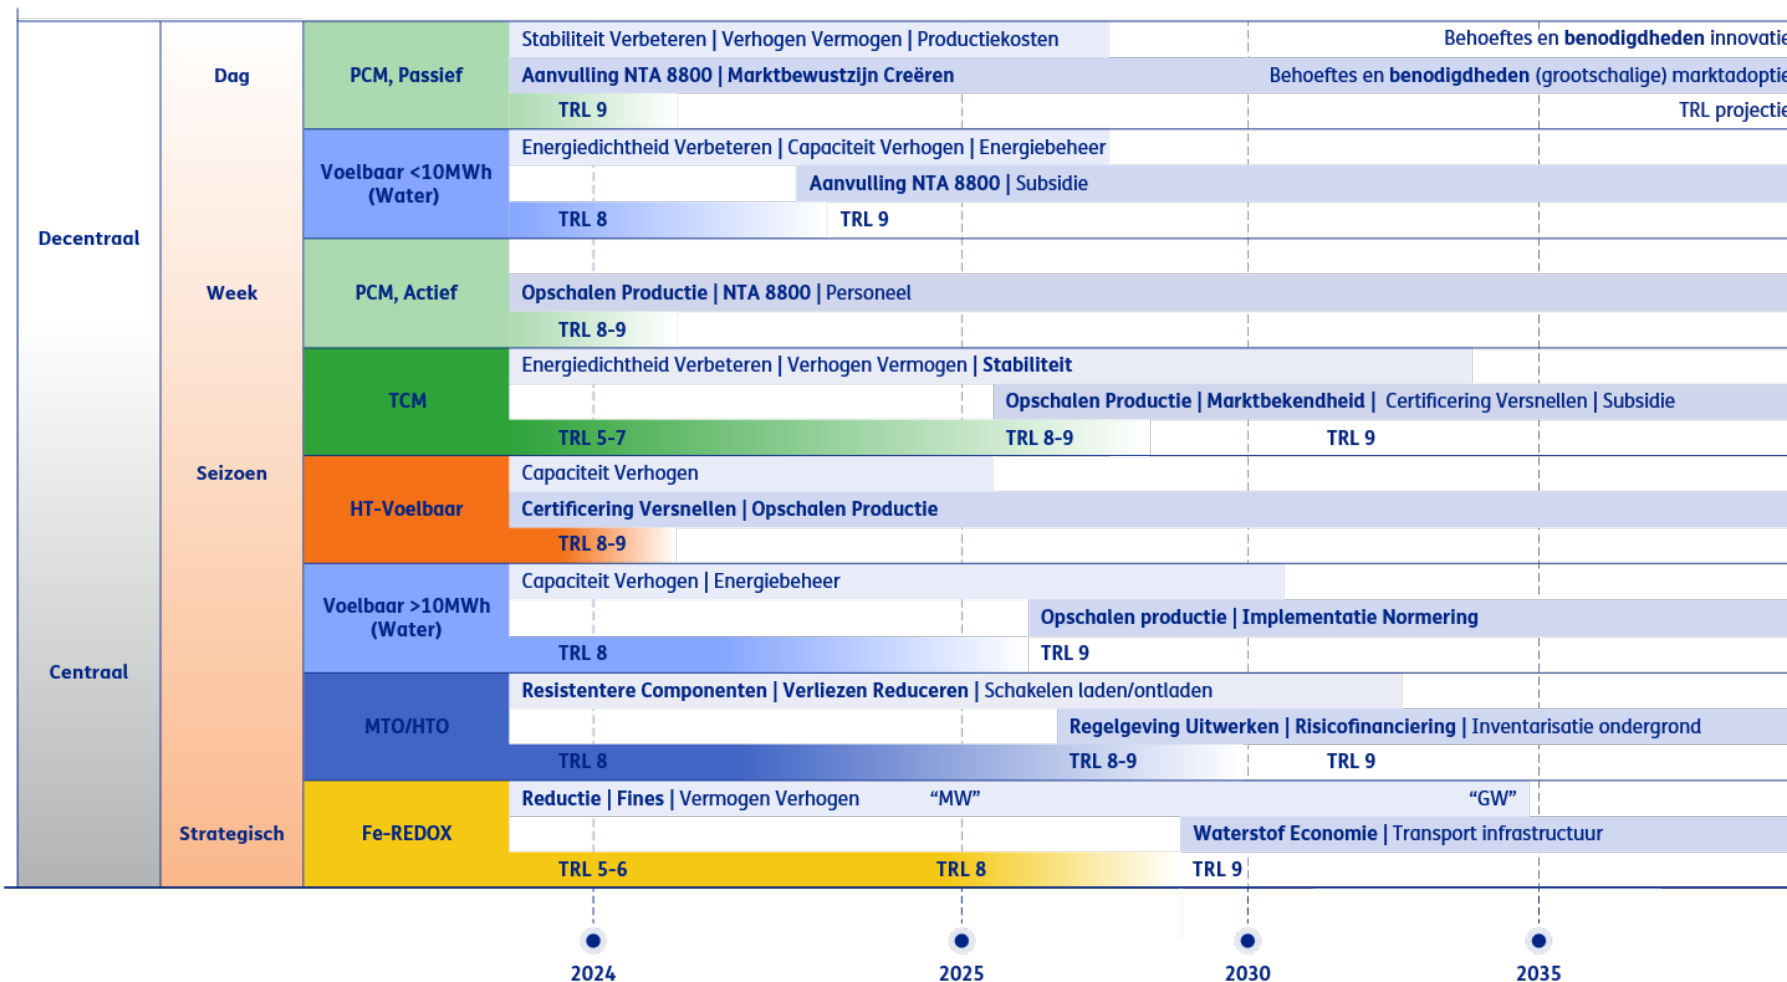 Decentraal
Centraal
Dag
Week
Seizoen
Strategisch
PCM, Passief
Stabiliteit Verbeteren | Verhogen Vermogen | Productiekosten
Behoeftes en benodigdheden innovatie
Aanvulling NTA 8800 | Marktbewustzijn Creëren
Behoeftes en benodigdheden (grootschalige) marktadoptie
TRL 9
TRL projectie
Voelbaar <10MWh
(Water)
Energiedichtheid Verbeteren | Capaciteit Verhogen | Energiebeheer
Aanvulling NTA 8800 | Subsidie
TRL 8
TRL 9
PCM, Actief
Opschalen Productie | NTA 8800 | Personeel
TRL 8-9
TCM
Energiedichtheid Verbeteren | Verhogen Vermogen | Stabiliteit
Opschalen Productie | Marktbekendheid | Certificering Versnellen | Subsidie
TRL 5-7
TRL 8-9
TRL 9
HT-Voelbaar
Capaciteit Verhogen
Certificering Versnellen | Opschalen Productie
TRL 8-9
Voelbaar >10MWh
(Water)
Capaciteit Verhogen | Energiebeheer
Opschalen productie | Implementatie Normering
TRL 8
TRL 9
MTO/HTO
Resistentere Componenten | Verliezen Reduceren | Schakelen laden/ontladen
Regelgeving Uitwerken | Risicofinanciering | Inventarisatie ondergrond
TRL 8
TRL 8-9
TRL 9
Fe-REDOX
Reductie | Fines | Vermogen Verhogen
“MW”
“GW”
Waterstof Economie | Transport infrastructuur
TRL 5-6
TRL 8
TRL 9
2024
2025
2030
2035